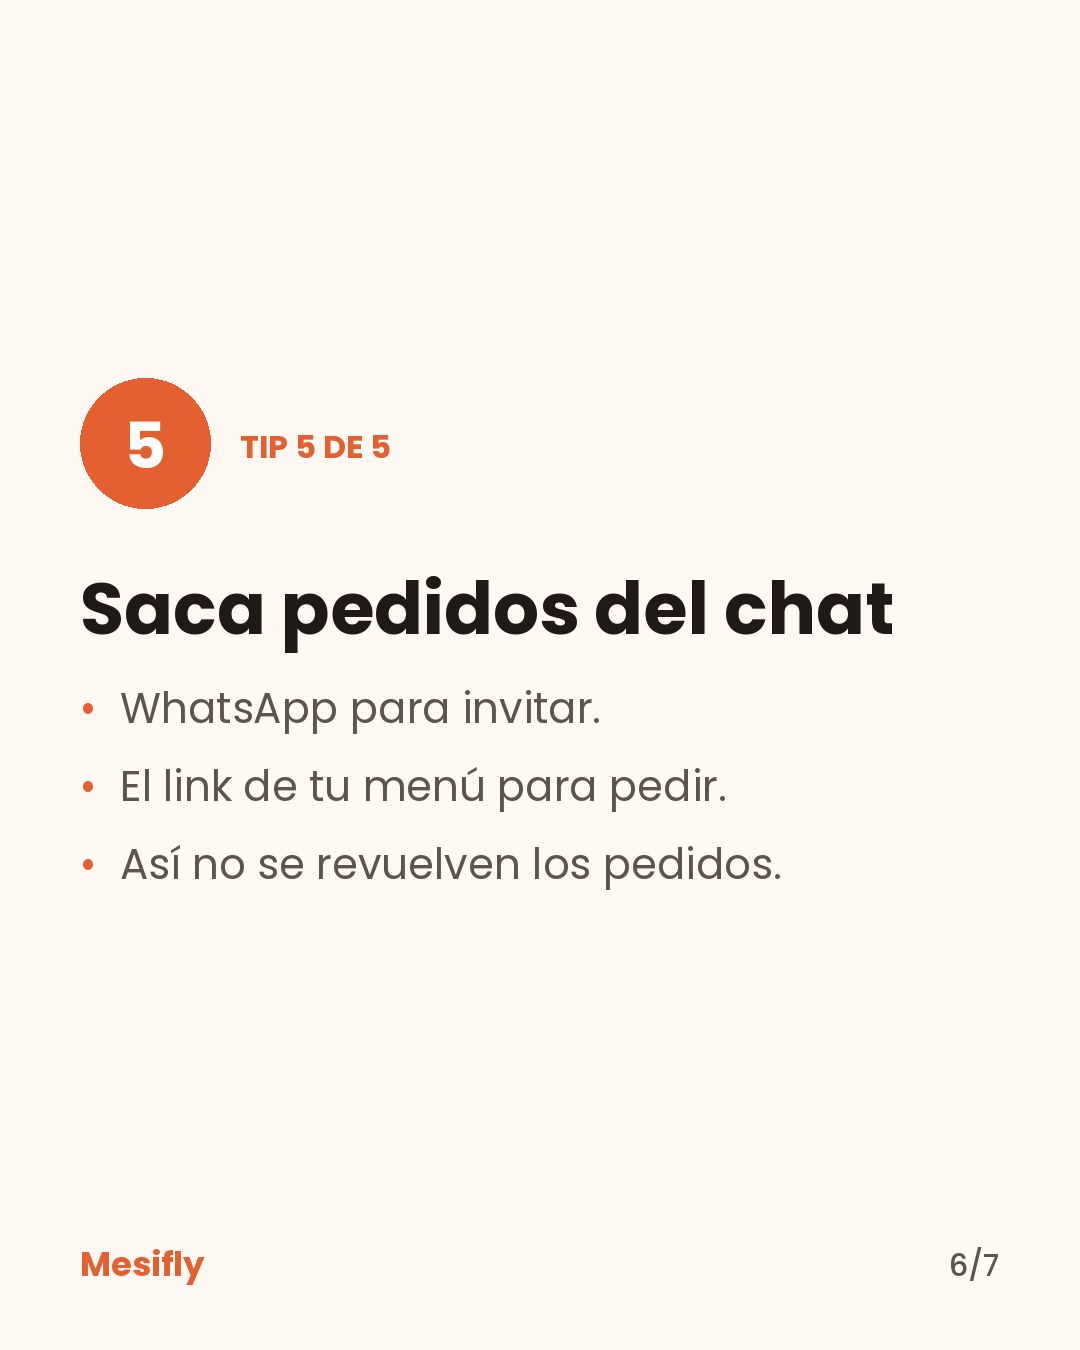 5
TIP 5 DE 5
Saca pedidos del chat
• WhatsApp para invitar.
• El link de tu menú para pedir.
• Así no se revuelven los pedidos.
Mesifly
6/7